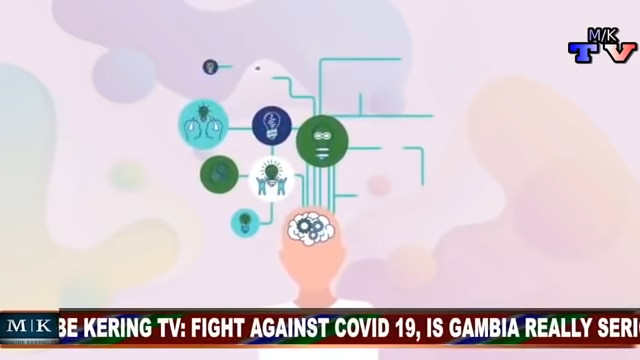 M/K
TV
M|K
BE KERING TV: FIGHT AGAINST COVID 19, IS GAMBIA REALLY SERI